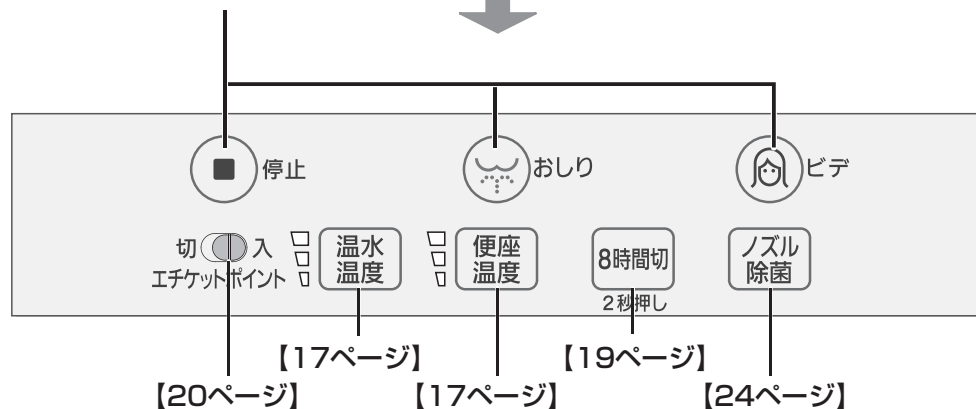 停止
おしり
ビデ
切 入
エチケットポイント
温水
温度
便座
温度
8時間切
2秒押し
ノズル
除菌
【17ページ】
【19ページ】
【20ページ】
【17ページ】
【24ページ】